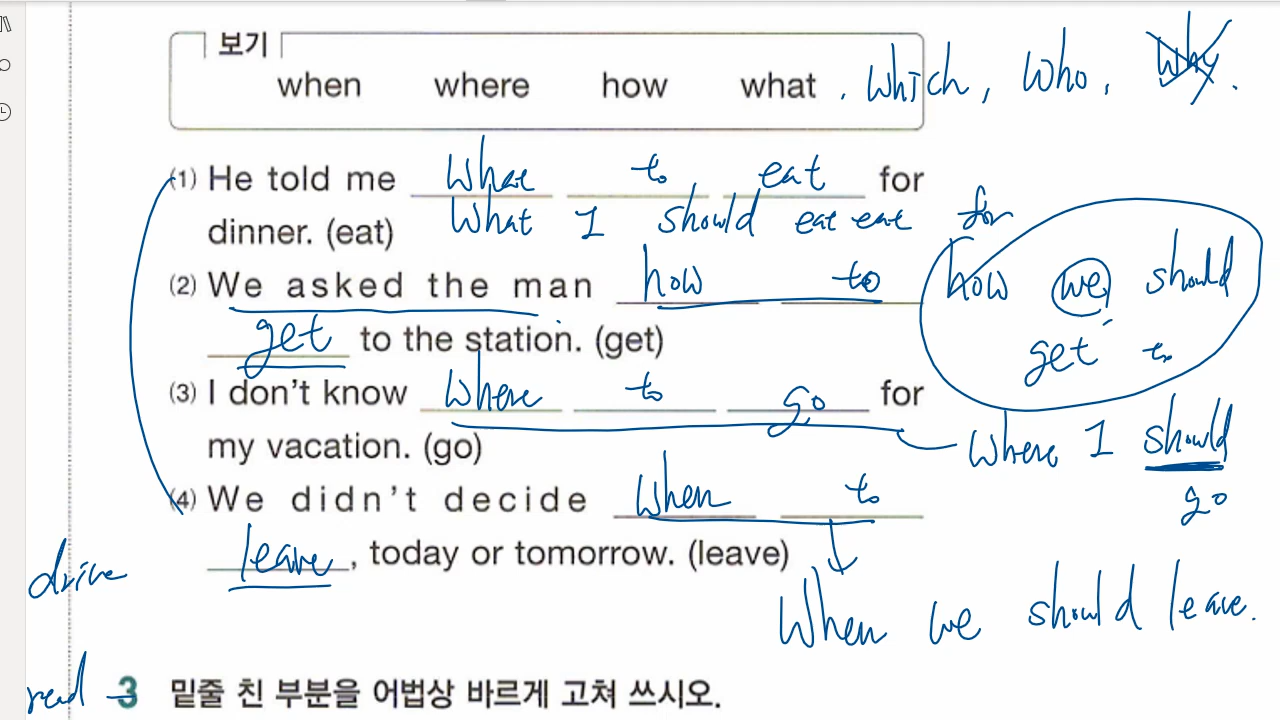 보기
when where how what , which, who, why.
(1) He told me what to eat for
dinner. (eat) What I should eat eat for
(2) We asked the man how to how we should
get to the station. (get) get to
(3) I don't know where to go for
my vacation. (go) where I should
go
(4) We didn't decide when to
leave, today or tomorrow. (leave)
drive
When we should leave.
read 3 밑줄 친 부분을 어법상 바르게 고쳐 쓰시오.